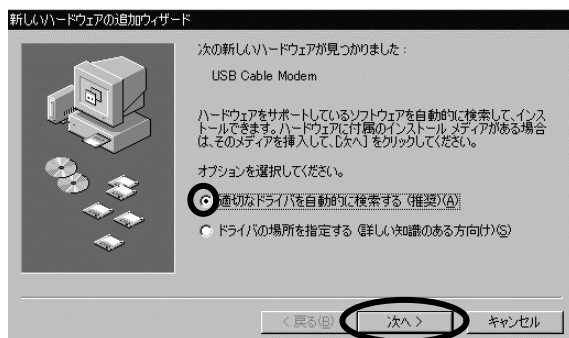 新しいハードウェアの追加ウィザード
次の新しいハードウェアが見つかりました :
USB Cable Modem
ハードウェアをサポートしているソフトウェアを自動的に検索して、インス
トールできます。ハードウェアに付属のインストール メディアがある場合
は、そのメディアを挿入して、[次へ] をクリックしてください。
オプションを選択してください。
適切なドライバを自動的に検索する (推奨)(A)
ドライバの場所を指定する (詳しい知識のある方向け)(S)
< 戻る(B)
次へ >
キャンセル